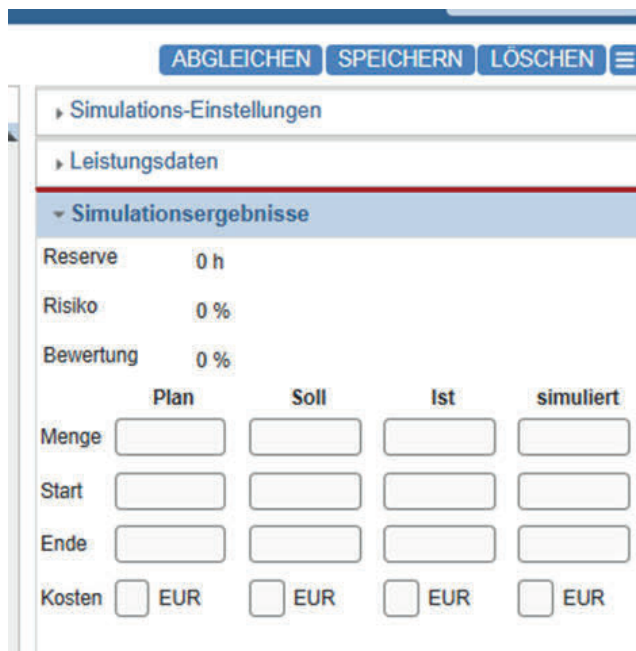 ABGLEICHEN SPEICHERN LÖSCHEN
Simulations-Einstellungen
Leistungsdaten
Simulationsergebnisse
Reserve 0 h
Risiko 0 %
Bewertung 0 %
Plan Soll Ist simuliert
Menge
Start
Ende
Kosten EUR EUR EUR EUR